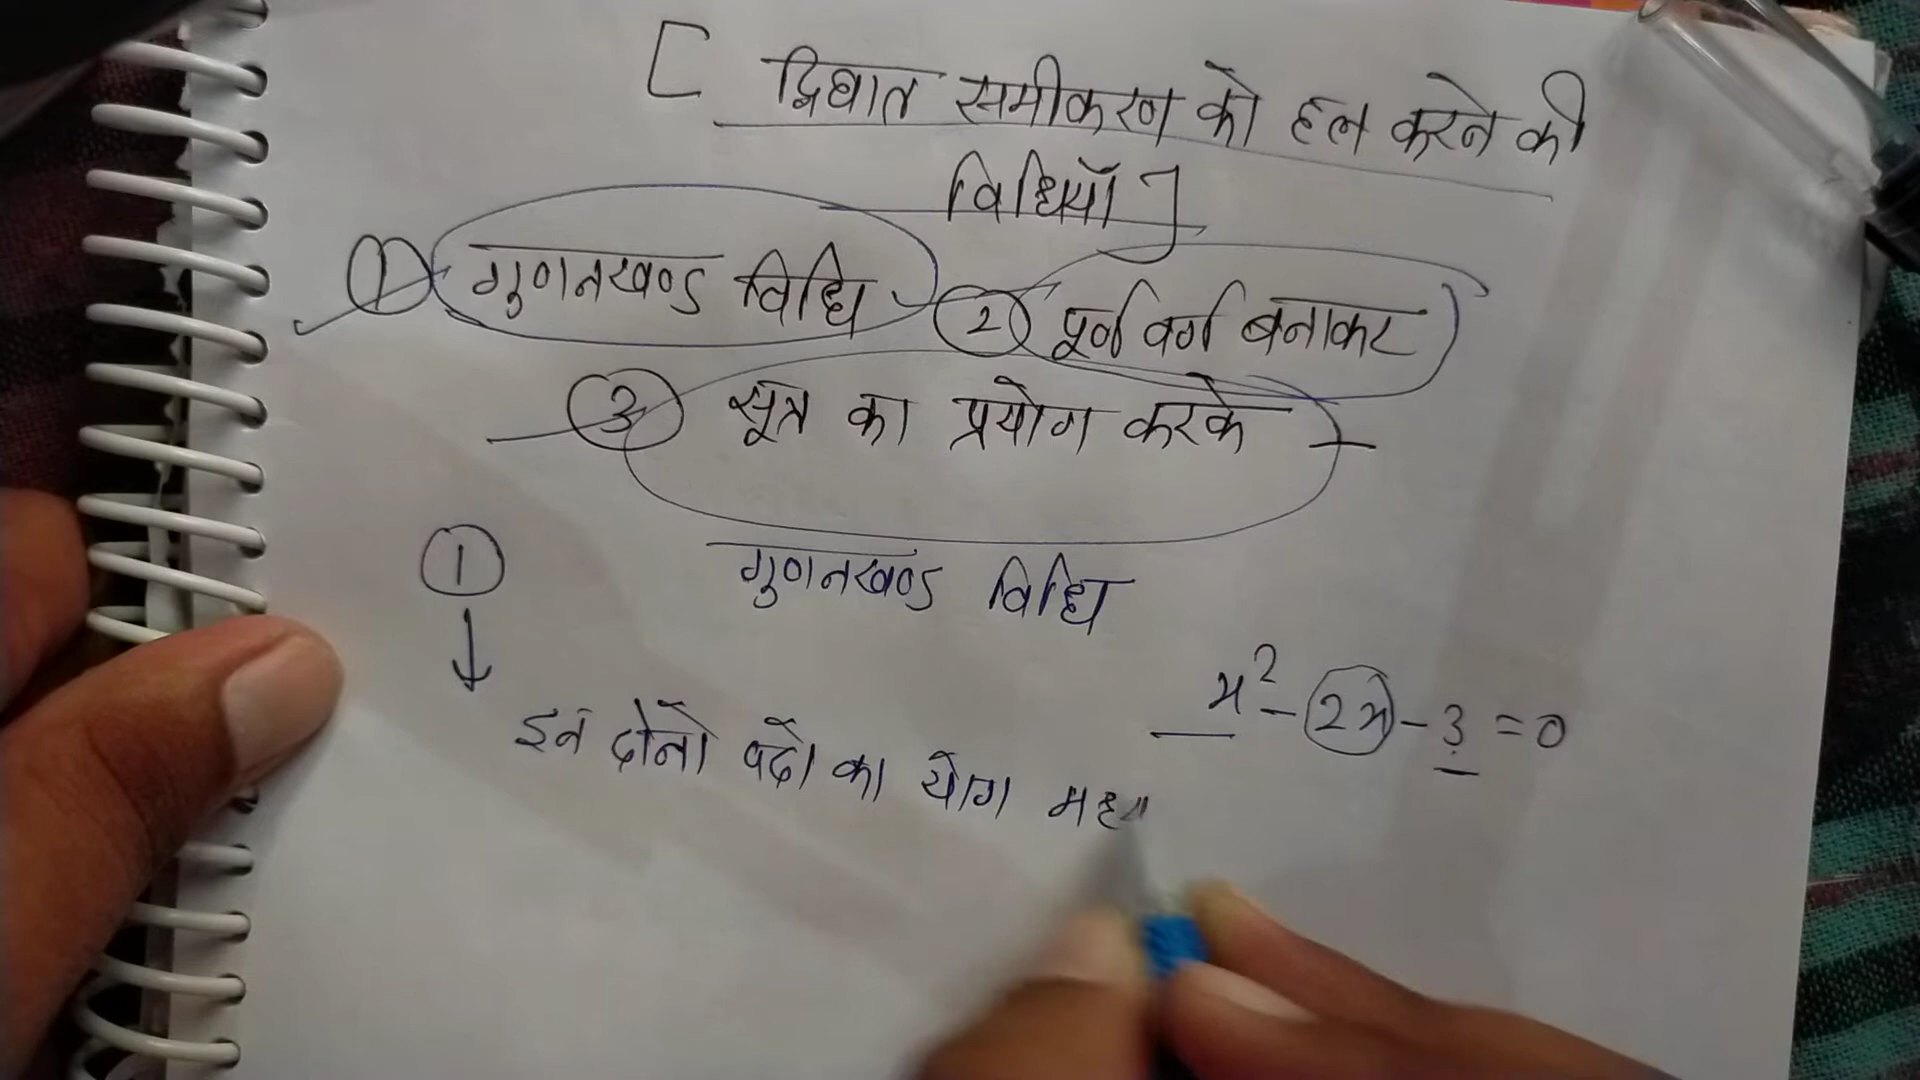 [ द्विघात समीकरण को हल करने की
विधियाँ ]
① गुणनखण्ड विधि ② पूर्ण वर्ग बनाकर
③ सूत्र का प्रयोग करके
① गुणनखण्ड विधि
x² - 2x - 3 = 0
इन दोनों पदों का योग मध्य